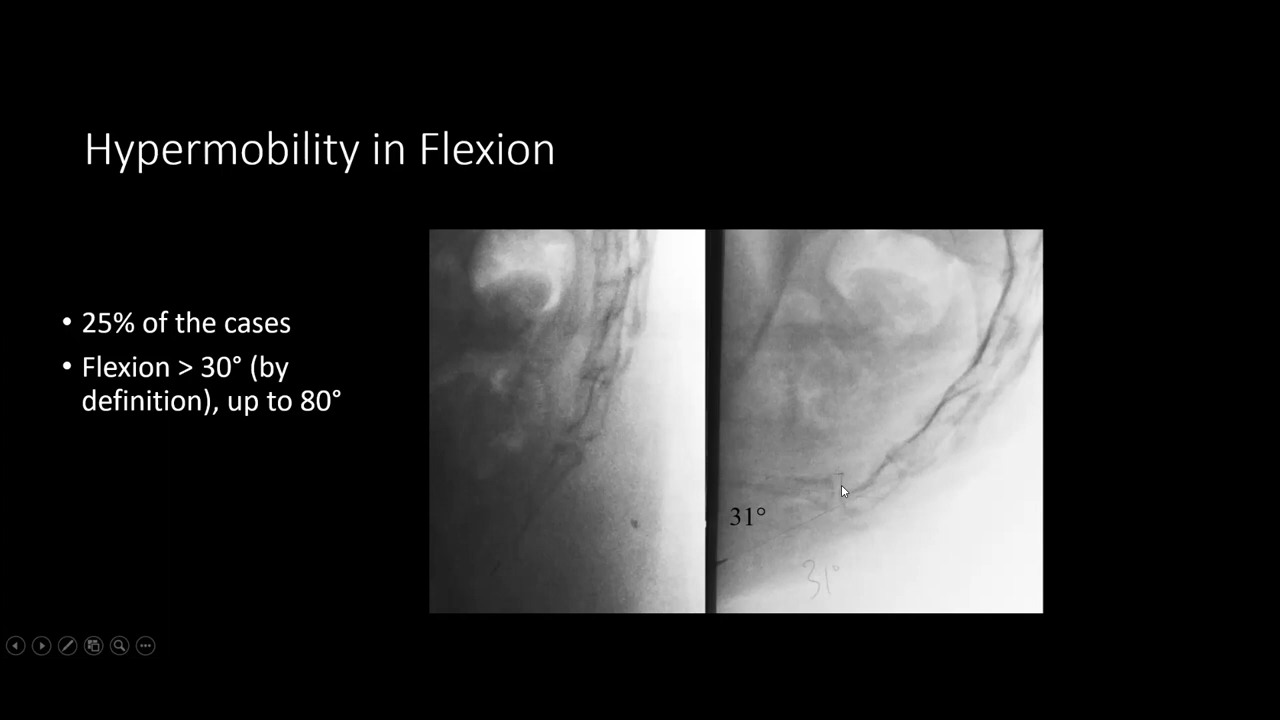 Hypermobility in Flexion
• 25% of the cases
• Flexion > 30° (by
definition), up to 80°
31°
31°